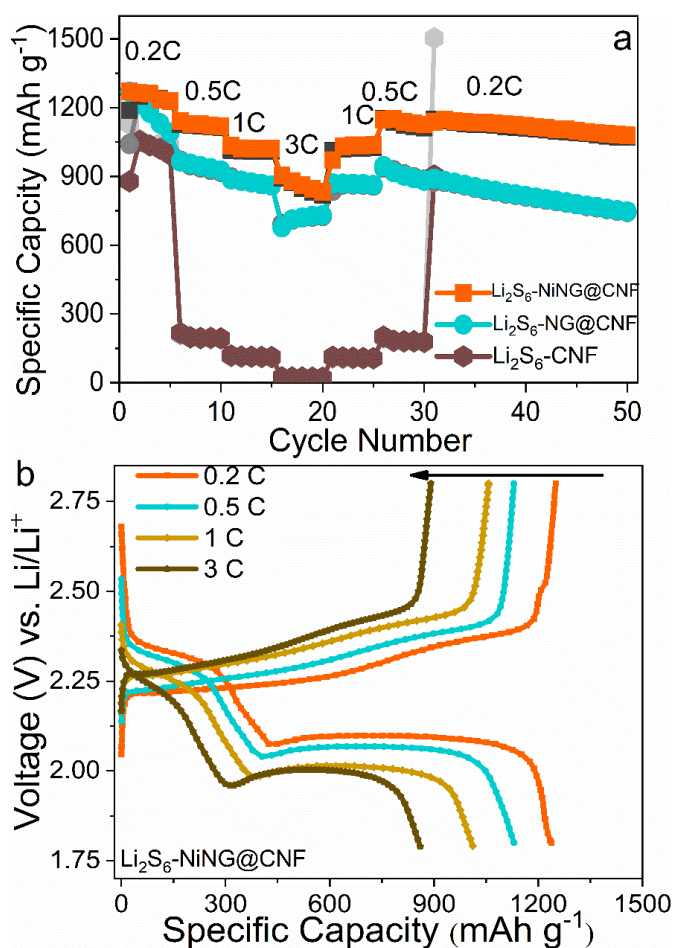 a
1500
1200
900
600
300
0
Specific Capcity (mAh g⁻¹)
0.2C
0.5C
1C
3C
1C
0.5C
0.2C
Li₂S₆-NiNG@CNF
Li₂S₆-NG@CNF
Li₂S₆-CNF
0 10 20 30 40 50
Cycle Number
b
2.75
2.50
2.25
2.00
1.75
Voltage (V) vs. Li/Li⁺
0.2 C
0.5 C
1 C
3 C
Li₂S₆-NiNG@CNF
0 300 600 900 1200 1500
Specific Capacity (mAh g⁻¹)